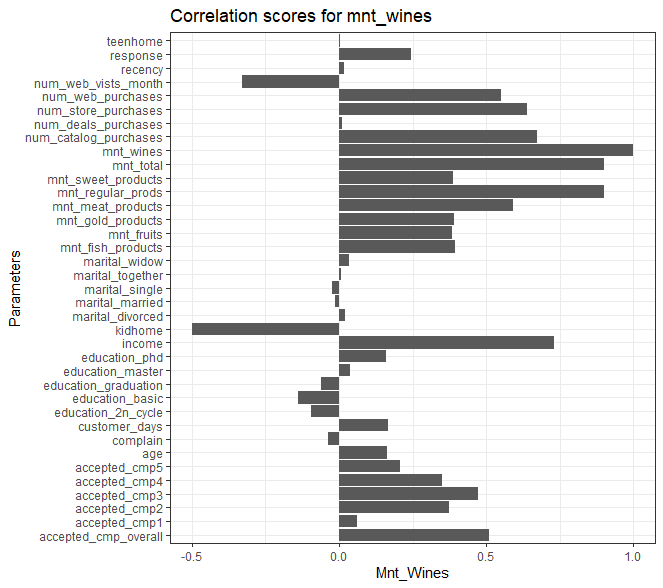 Correlation scores for mnt_wines
teenhome
response
recency
num_web_vists_month
num_web_purchases
num_store_purchases
num_deals_purchases
num_catalog_purchases
mnt_wines
mnt_total
mnt_sweet_products
mnt_regular_prods
mnt_meat_products
mnt_gold_products
mnt_fruits
mnt_fish_products
marital_widow
marital_together
marital_single
marital_married
marital_divorced
kidhome
income
education_phd
education_master
education_graduation
education_basic
education_2n_cycle
customer_days
complain
age
accepted_cmp5
accepted_cmp4
accepted_cmp3
accepted_cmp2
accepted_cmp1
accepted_cmp_overall
Parameters
-0.5 0.0 0.5 1.0
Mnt_Wines